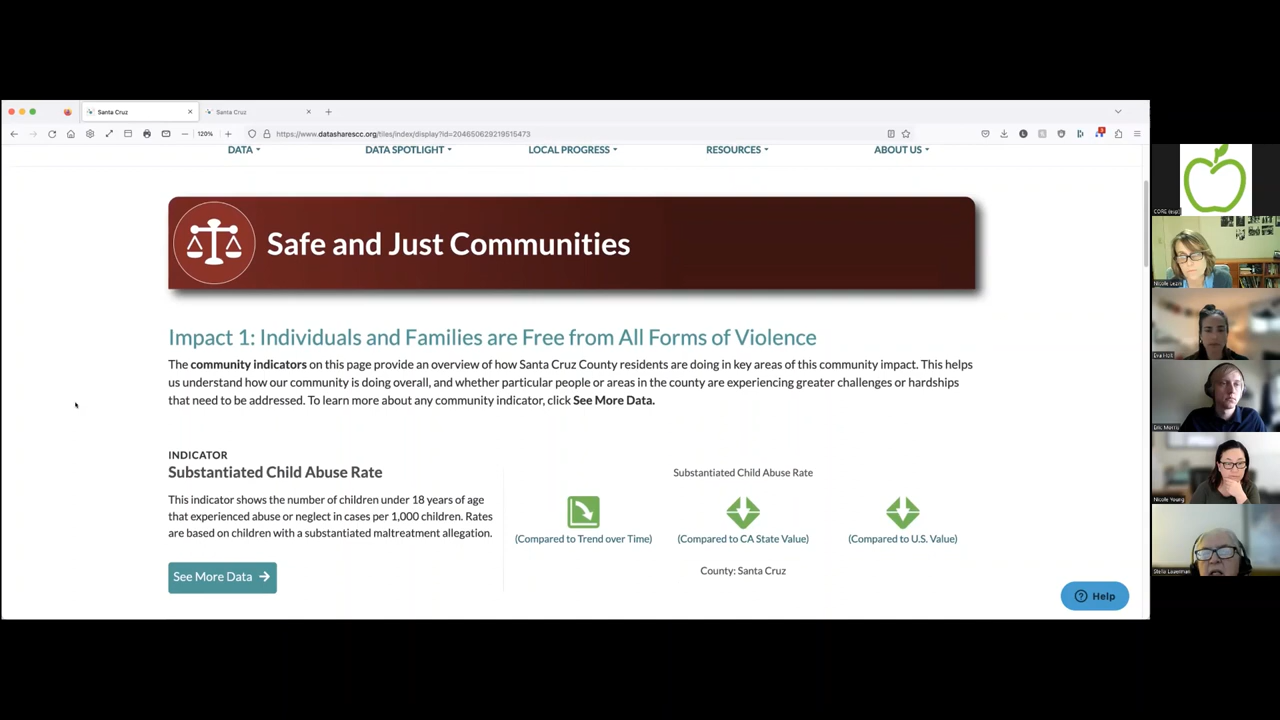 Santa Cruz
Santa Cruz
120%
https://www.datasharescc.org/tiles/index/display?id=204650629219515473
DATA
DATA SPOTLIGHT
LOCAL PROGRESS
RESOURCES
ABOUT US
Safe and Just Communities
Impact 1: Individuals and Families are Free from All Forms of Violence
The community indicators on this page provide an overview of how Santa Cruz County residents are doing in key areas of this community impact. This helps
us understand how our community is doing overall, and whether particular people or areas in the county are experiencing greater challenges or hardships
that need to be addressed. To learn more about any community indicator, click See More Data.
INDICATOR
Substantiated Child Abuse Rate
This indicator shows the number of children under 18 years of age
that experienced abuse or neglect in cases per 1,000 children. Rates
are based on children with a substantiated maltreatment allegation.
See More Data
Substantiated Child Abuse Rate
(Compared to Trend over Time)
(Compared to CA State Value)
(Compared to U.S. Value)
County: Santa Cruz
Help
Nicole Young